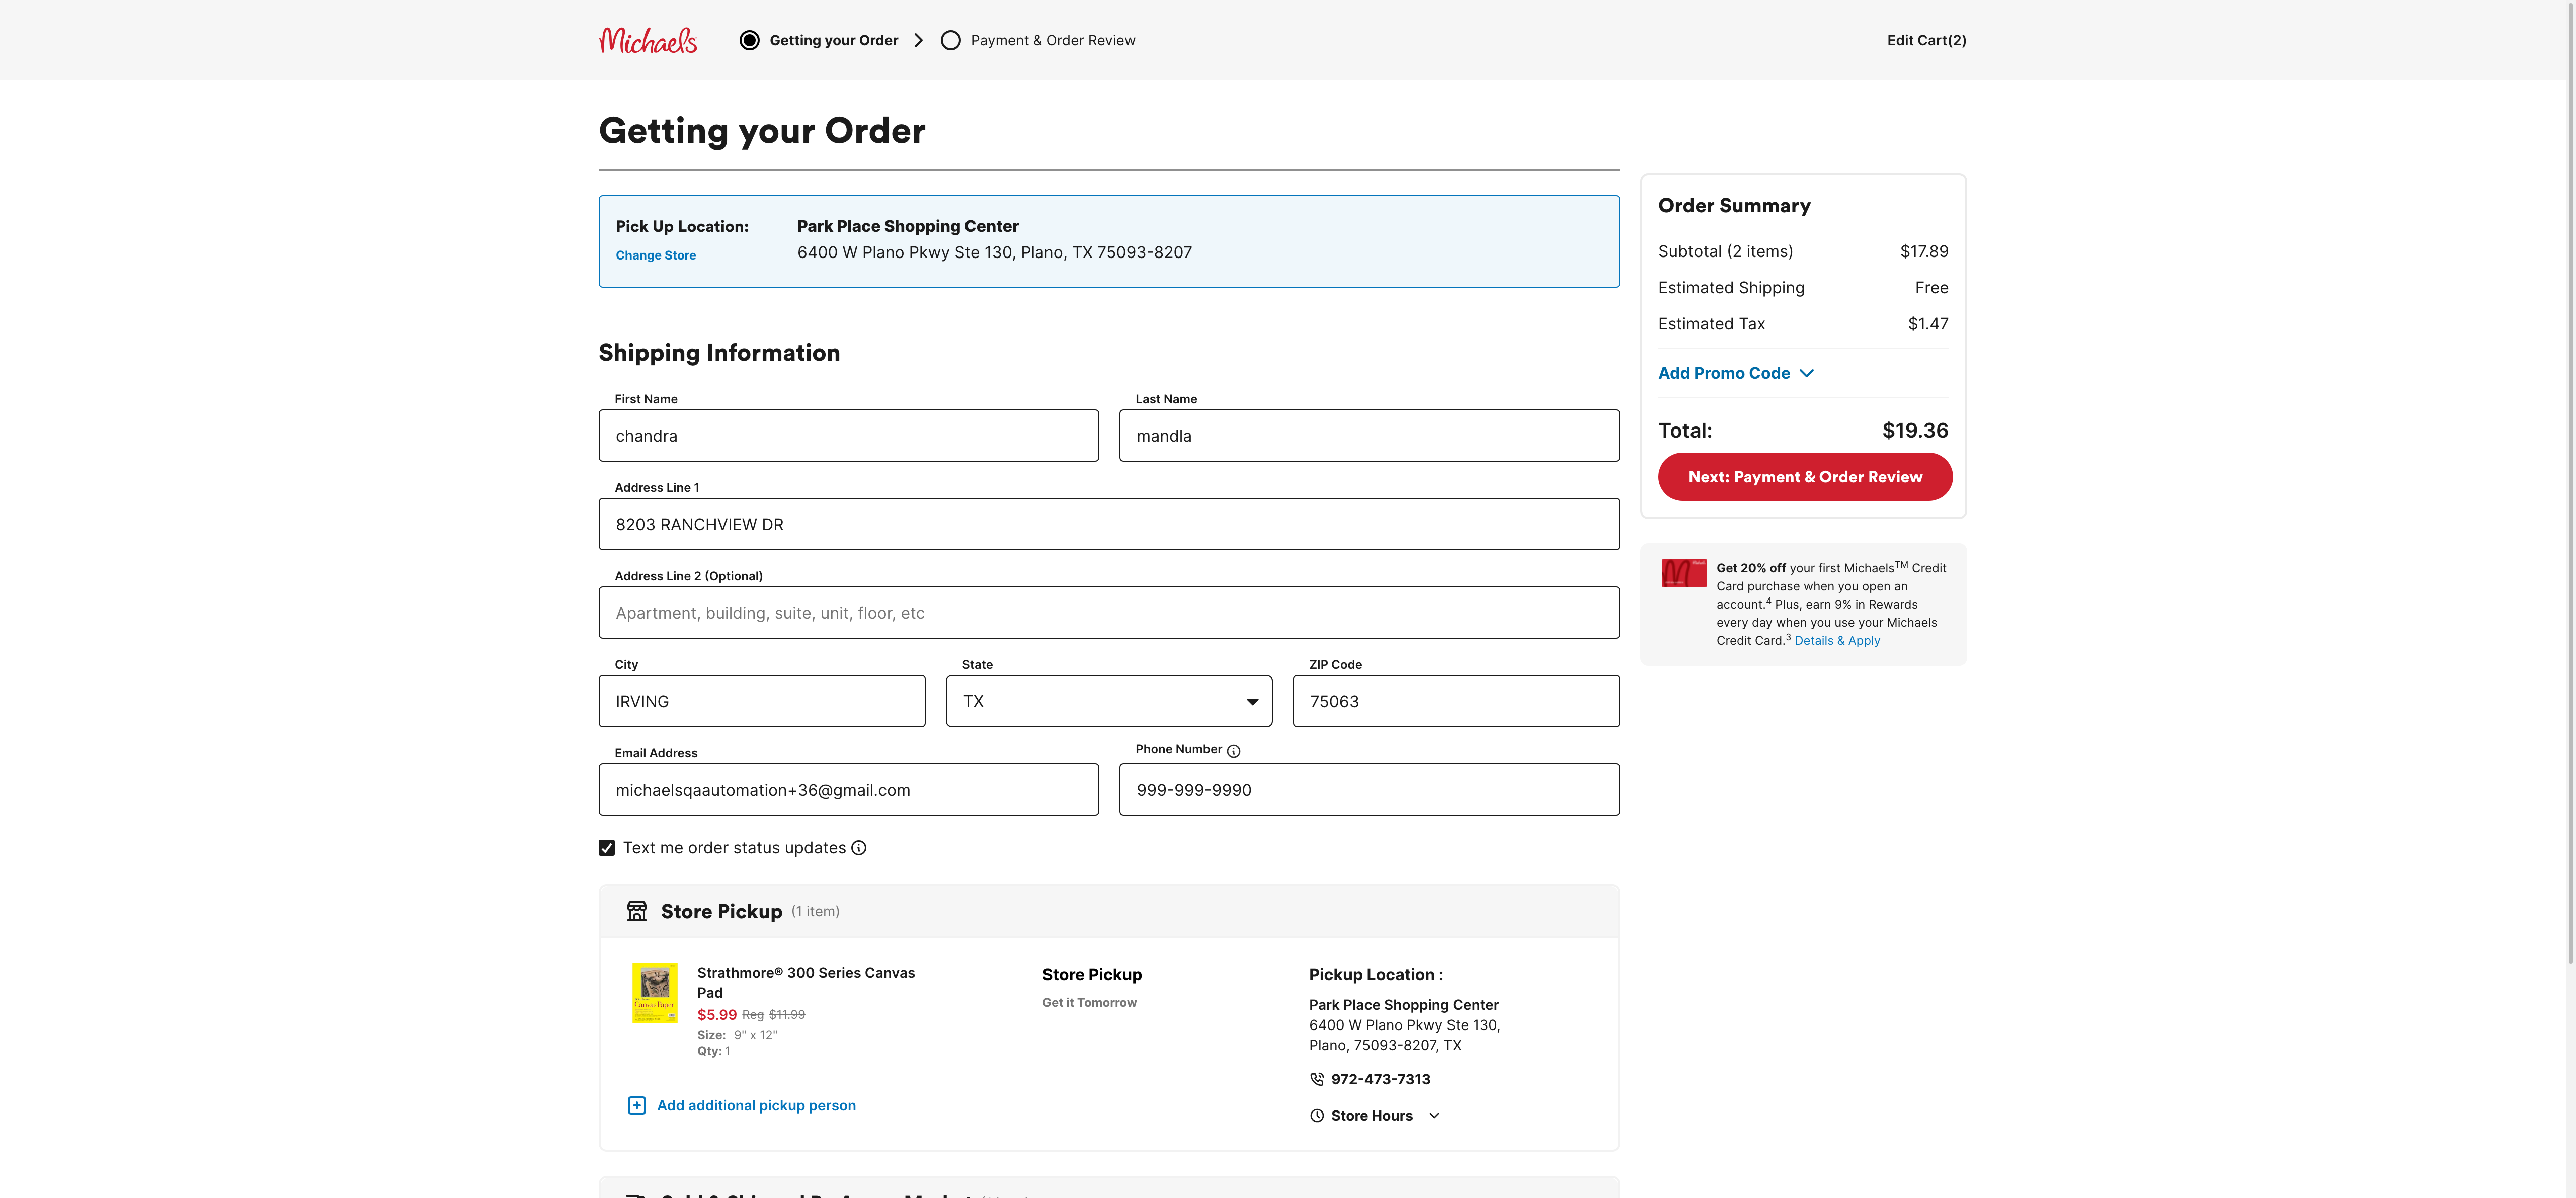 Michaels
Getting your Order
Payment & Order Review
Edit Cart(2)
Getting your Order
Pick Up Location:
Change Store
Park Place Shopping Center
6400 W Plano Pkwy Ste 130, Plano, TX 75093-8207
Shipping Information
First Name
chandra
Last Name
mandla
Address Line 1
8203 RANCHVIEW DR
Address Line 2 (Optional)
Apartment, building, suite, unit, floor, etc
City
IRVING
State
TX
ZIP Code
75063
Email Address
michaelsqaautomation+36@gmail.com
Phone Number
999-999-9990
Text me order status updates
Store Pickup (1 item)
Strathmore® 300 Series Canvas
Pad
$5.99 Reg $11.99
Size: 9" x 12"
Qty: 1
Add additional pickup person
Store Pickup
Get it Tomorrow
Pickup Location :
Park Place Shopping Center
6400 W Plano Pkwy Ste 130,
Plano, 75093-8207, TX
972-473-7313
Store Hours
Order Summary
Subtotal (2 items) $17.89
Estimated Shipping Free
Estimated Tax $1.47
Add Promo Code
Total: $19.36
Next: Payment & Order Review
Get 20% off your first Michaels™ Credit
Card purchase when you open an
account.4 Plus, earn 9% in Rewards
every day when you use your Michaels
Credit Card.3 Details & Apply